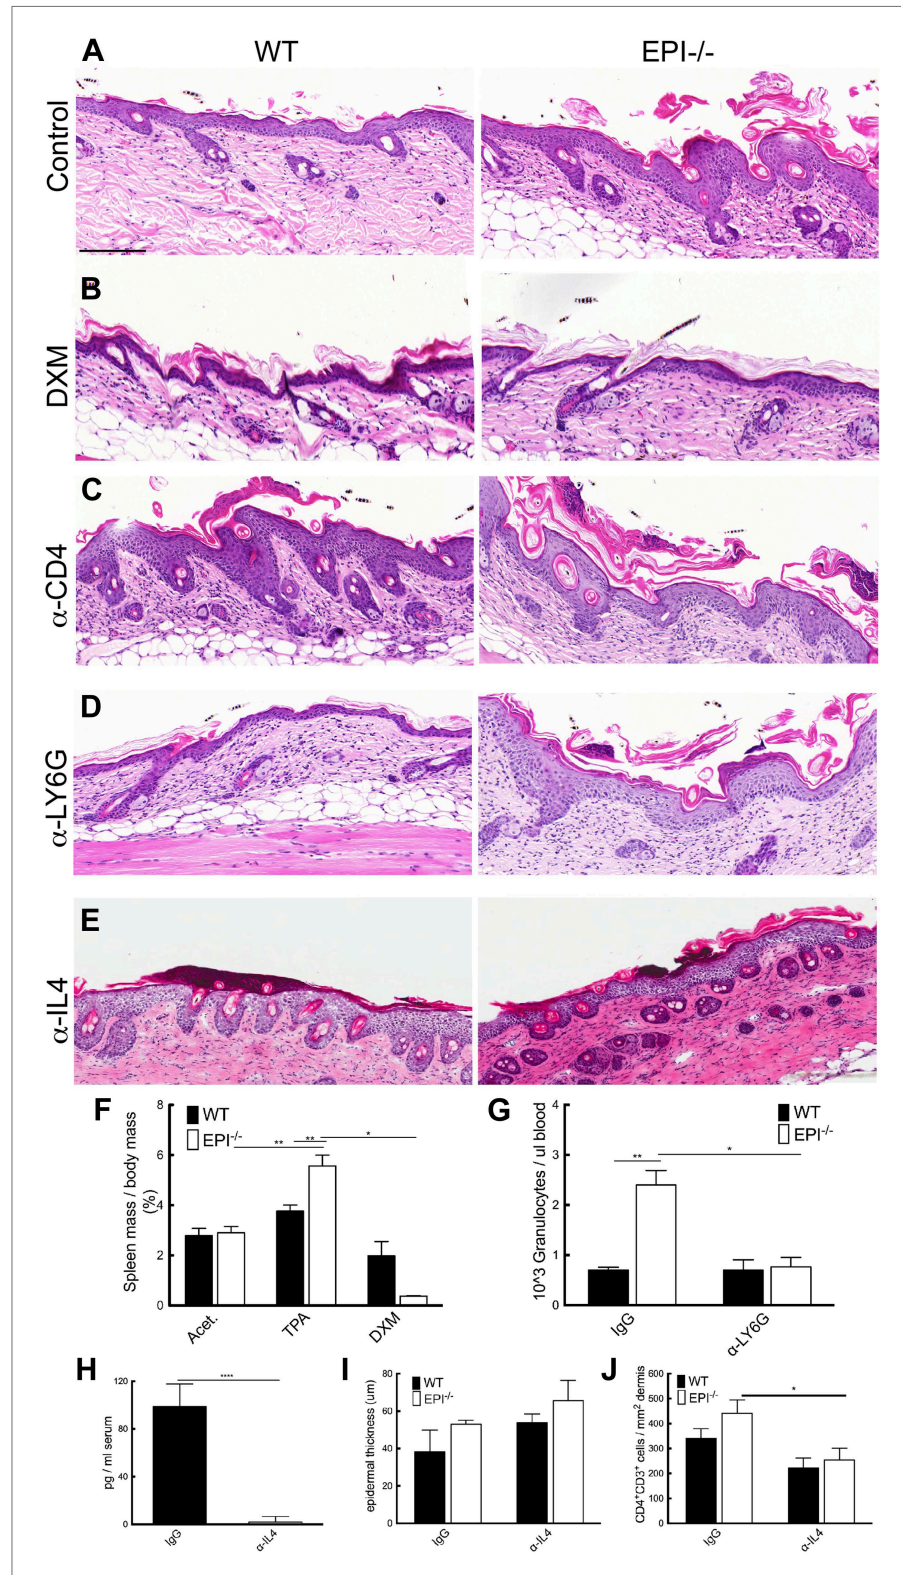 A
WT
EPI-/-
Control
B
DXM
C
α-CD4
D
α-LY6G
E
α-IL4
F
Spleen mass / body mass
(%)
8
6
4
2
0
WT
EPI-/-
**
**
*
Acet.
TPA
DXM
G
10^3 Granulocytes / ul blood
4
3
2
1
0
WT
EPI-/-
**
*
IgG
α-LY6G
H
pg / ml serum
120
80
40
0
****
IgG
α-IL4
I
epidermal thickness (um)
80
60
40
20
0
WT
EPI-/-
IgG
α-IL4
J
CD4+CD3+ cells / mm2 dermis
600
500
400
300
200
100
0
WT
EPI-/-
*
IgG
α-IL4